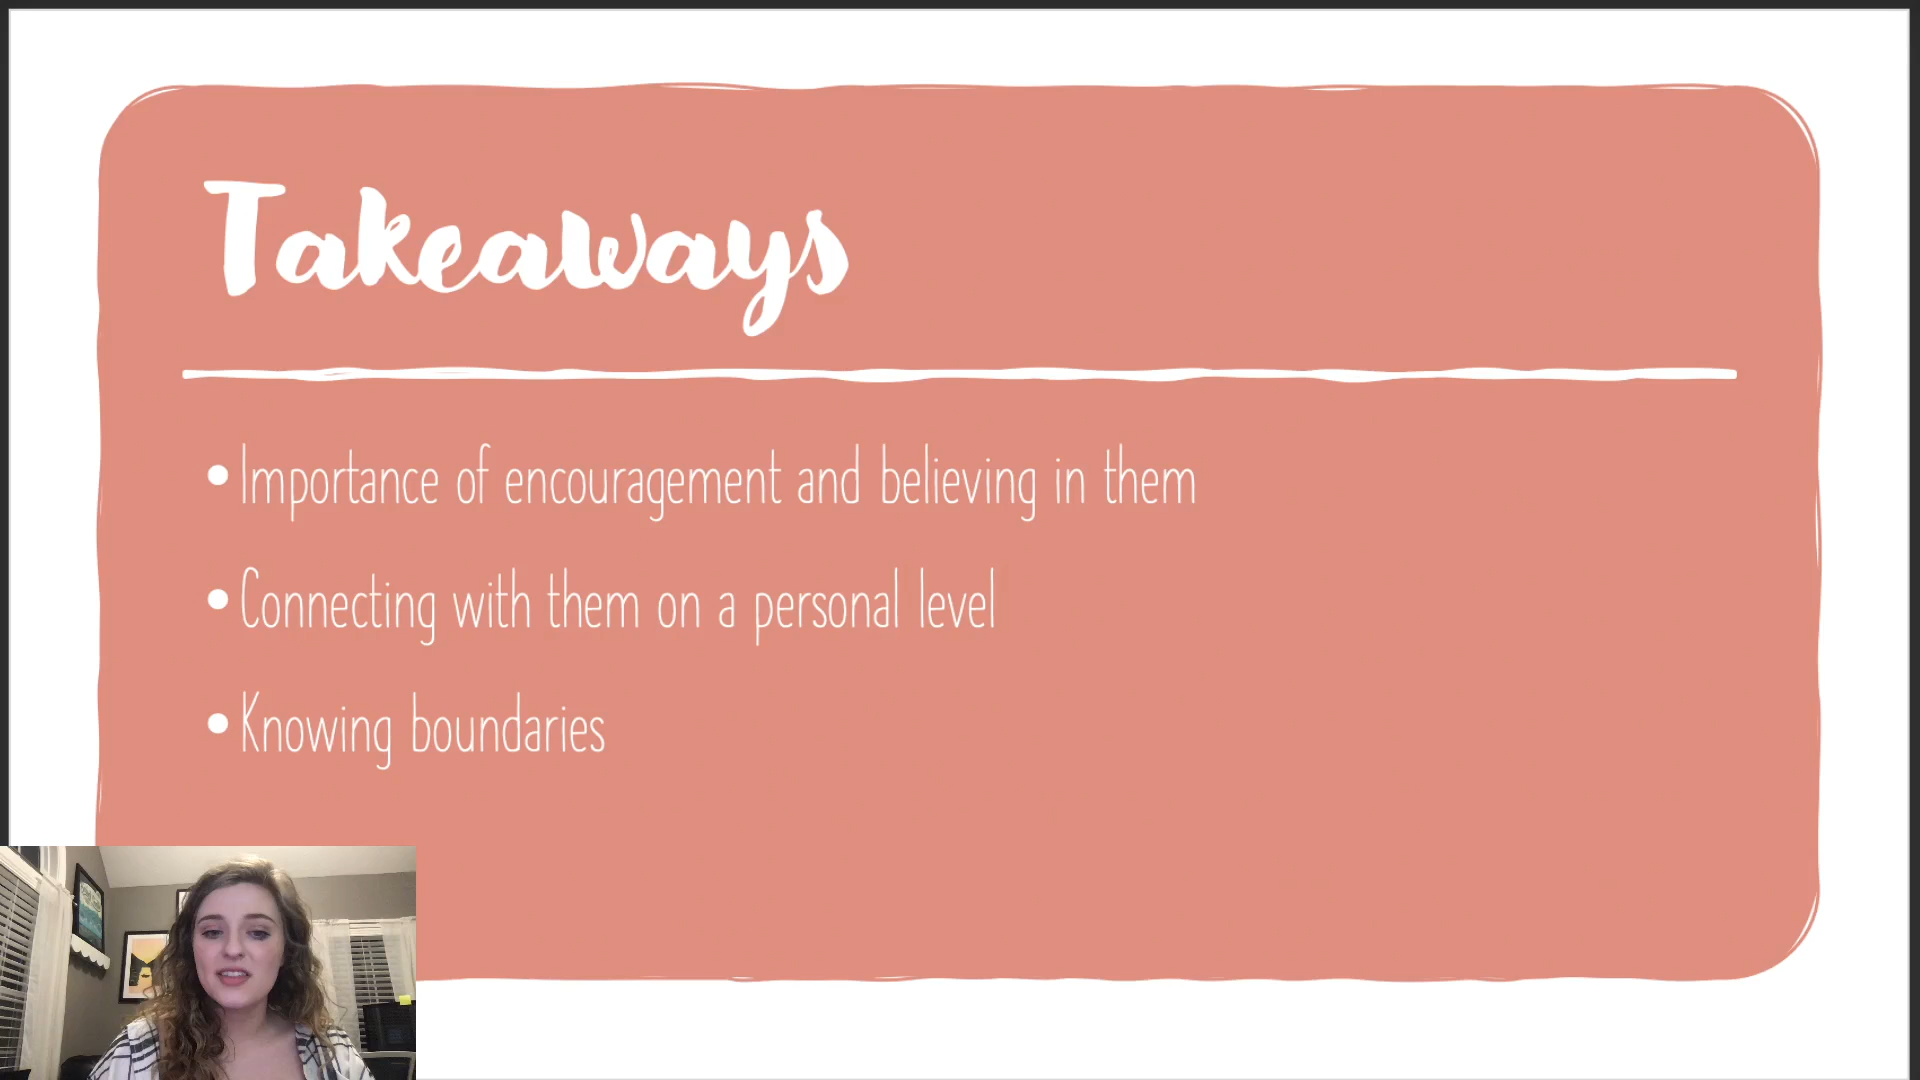 Takeaways
• Importance of encouragement and believing in them
• Connecting with them on a personal level
• Knowing boundaries